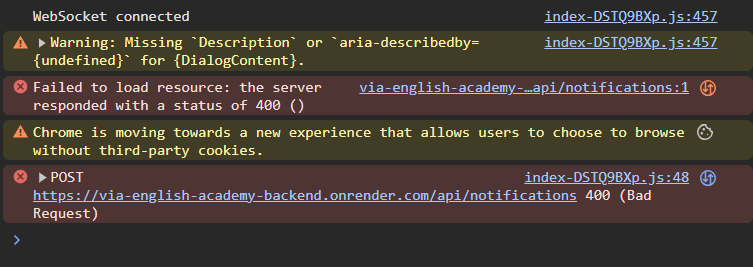 WebSocket connected index-DSTQ9BXp.js:457
Warning: Missing `Description` or `aria-describedby= index-DSTQ9BXp.js:457
{undefined}` for {DialogContent}.
Failed to load resource: the server via-english-academy-…api/notifications:1
responded with a status of 400 ()
Chrome is moving towards a new experience that allows users to choose to browse
without third-party cookies.
POST index-DSTQ9BXp.js:48
https://via-english-academy-backend.onrender.com/api/notifications 400 (Bad
Request)